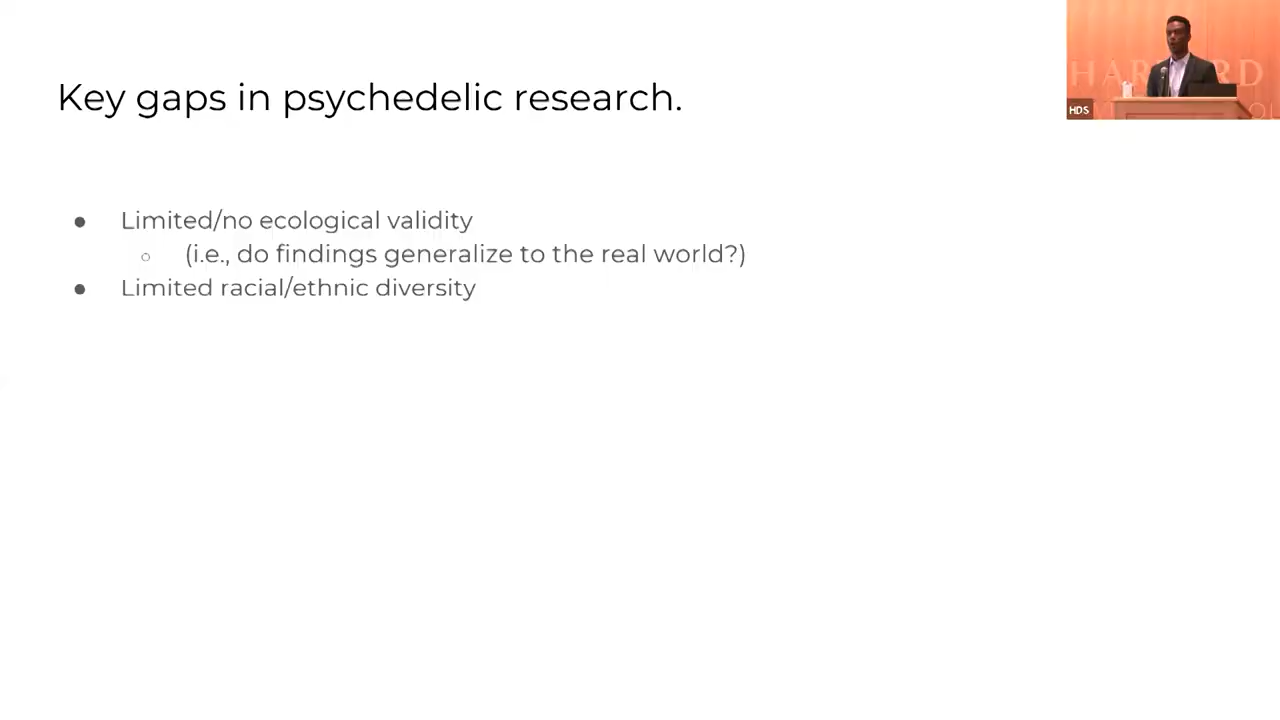 Key gaps in psychedelic research.
HARVARD
HDS
● Limited/no ecological validity
○ (i.e., do findings generalize to the real world?)
● Limited racial/ethnic diversity